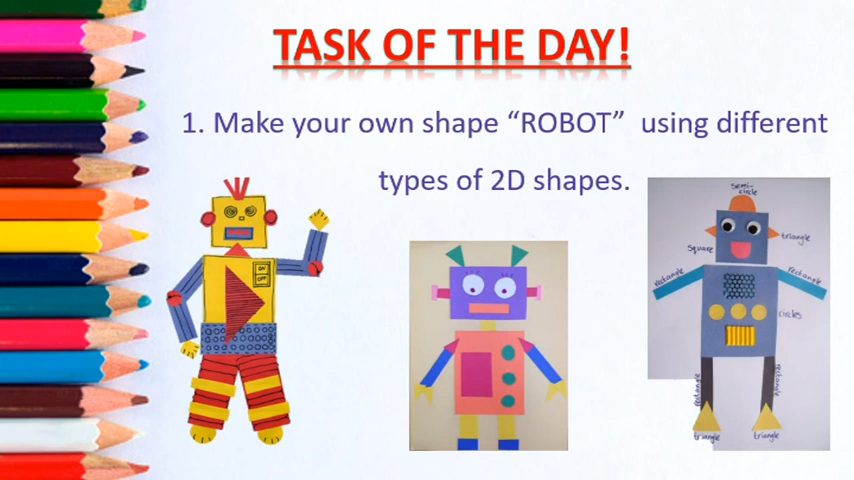 TASK OF THE DAY!
1. Make your own shape “ROBOT” using different
types of 2D shapes.
ON
OFF
semi-
circle
triangle
square
rectangle
rectangle
circles
rectangle
rectangle
triangle
triangle